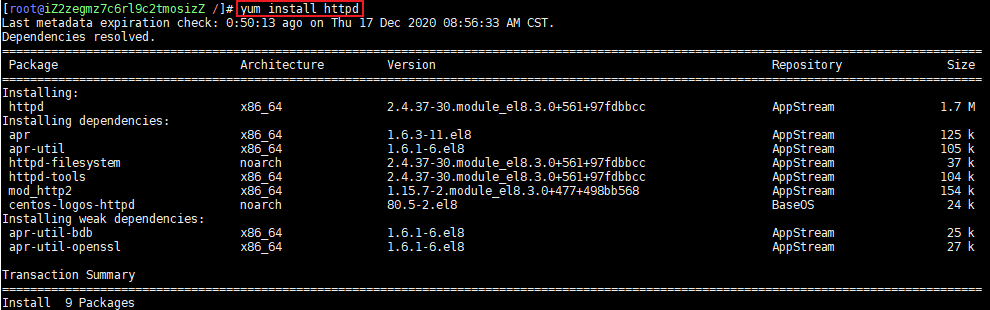 [root@iZ2zegmz7c6rl9c2tmosizZ /]# yum install httpd
Last metadata expiration check: 0:50:13 ago on Thu 17 Dec 2020 08:56:33 AM CST.
Dependencies resolved.
================================================================================
Package Architecture Version Repository Size
================================================================================
Installing:
httpd x86_64 2.4.37-30.module_el8.3.0+561+97fdbbcc AppStream 1.7 M
Installing dependencies:
apr x86_64 1.6.3-11.el8 AppStream 125 k
apr-util x86_64 1.6.1-6.el8 AppStream 105 k
httpd-filesystem noarch 2.4.37-30.module_el8.3.0+561+97fdbbcc AppStream 37 k
httpd-tools x86_64 2.4.37-30.module_el8.3.0+561+97fdbbcc AppStream 104 k
mod_http2 x86_64 1.15.7-2.module_el8.3.0+477+498bb568 AppStream 154 k
centos-logos-httpd noarch 80.5-2.el8 BaseOS 24 k
Installing weak dependencies:
apr-util-bdb x86_64 1.6.1-6.el8 AppStream 25 k
apr-util-openssl x86_64 1.6.1-6.el8 AppStream 27 k
Transaction Summary
================================================================================
Install 9 Packages